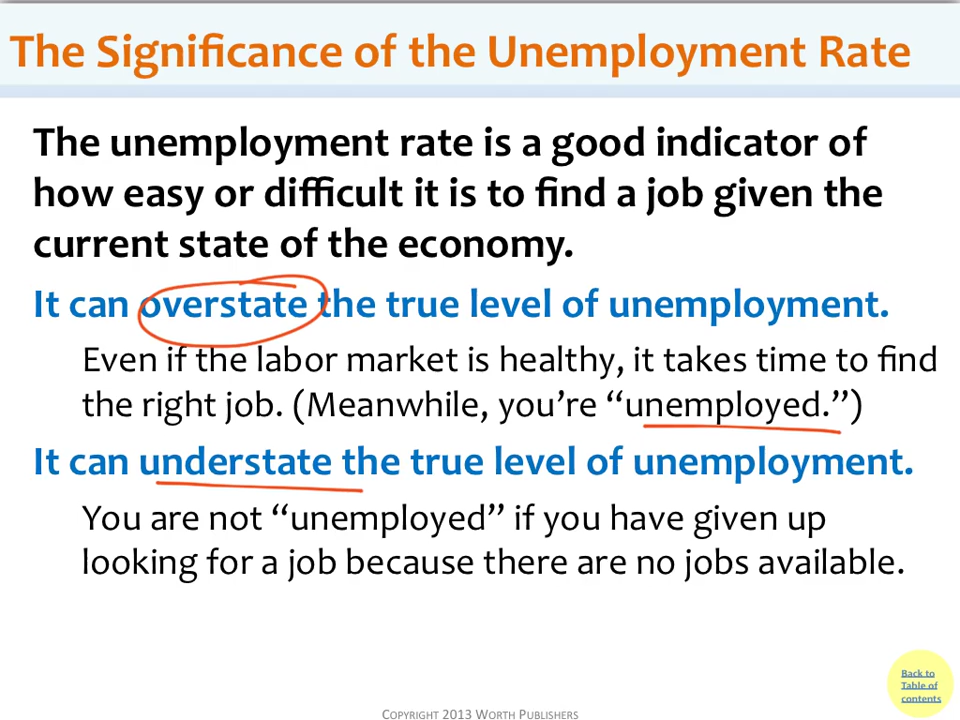 The Significance of the Unemployment Rate
The unemployment rate is a good indicator of
how easy or difficult it is to find a job given the
current state of the economy.
It can overstate the true level of unemployment.
Even if the labor market is healthy, it takes time to find
the right job. (Meanwhile, you’re “unemployed.”)
It can understate the true level of unemployment.
You are not “unemployed” if you have given up
looking for a job because there are no jobs available.
Back to
Table of
contents
COPYRIGHT 2013 WORTH PUBLISHERS